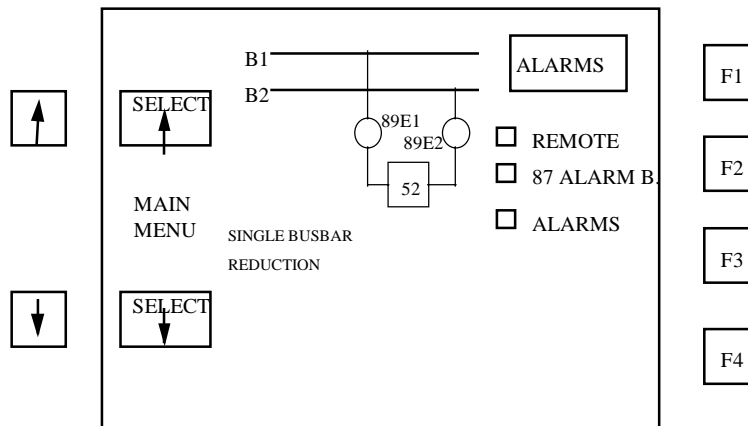 B1
B2
ALARMS
F1
SELECT
89E1
89E2
REMOTE
F2
87 ALARM B.
52
MAIN
MENU
ALARMS
SINGLE BUSBAR
REDUCTION
F3
SELECT
F4